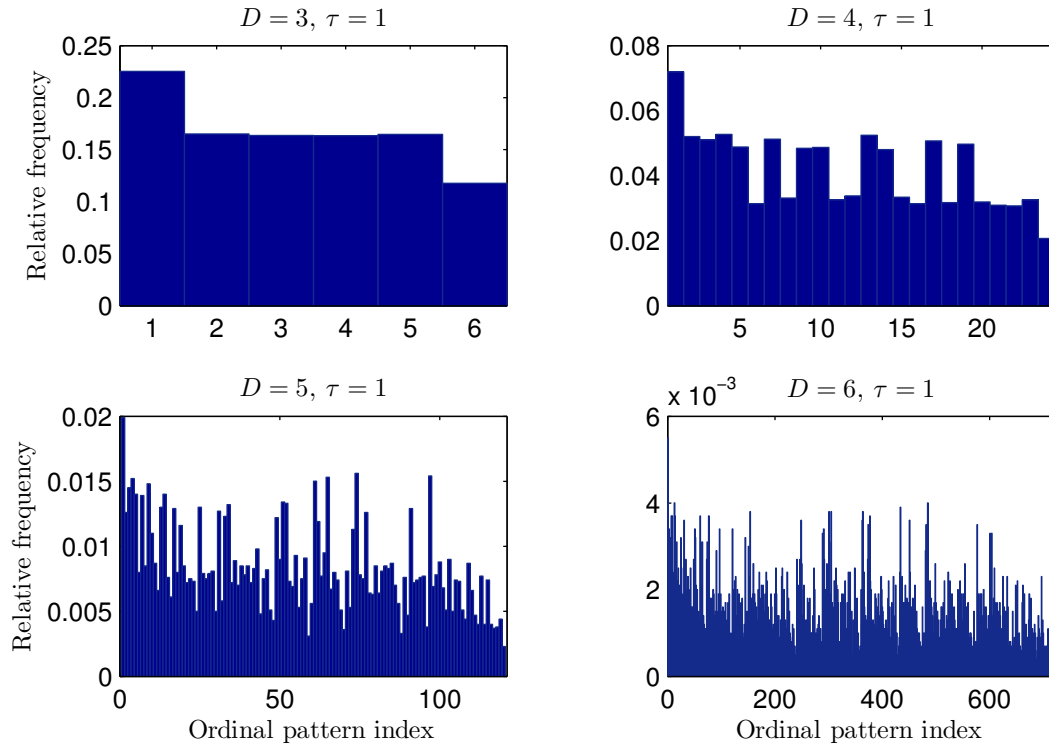 D = 3, τ = 1
Relative frequency
0.25
0.2
0.15
0.1
0.05
0
1 2 3 4 5 6
D = 4, τ = 1
0.08
0.06
0.04
0.02
0
5 10 15 20
D = 5, τ = 1
Relative frequency
0.02
0.015
0.01
0.005
0
0 50 100
Ordinal pattern index
x 10⁻³
D = 6, τ = 1
6
4
2
0
0 200 400 600
Ordinal pattern index